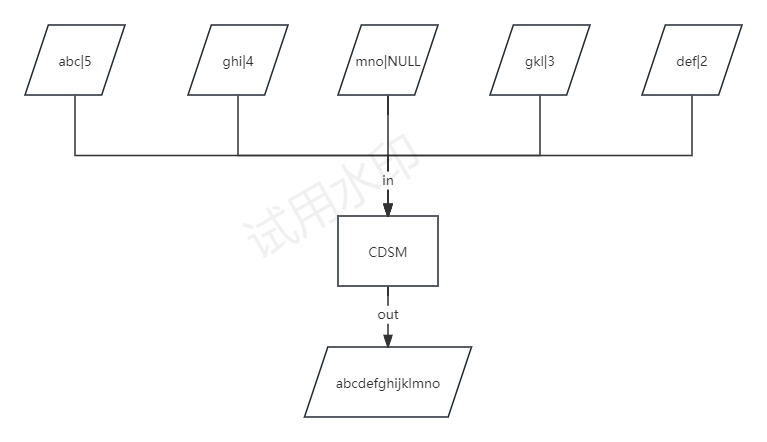 abc|5
ghi|4
mno|NULL
gkl|3
def|2
in
试用水印
CDSM
out
abcdefghijklmno